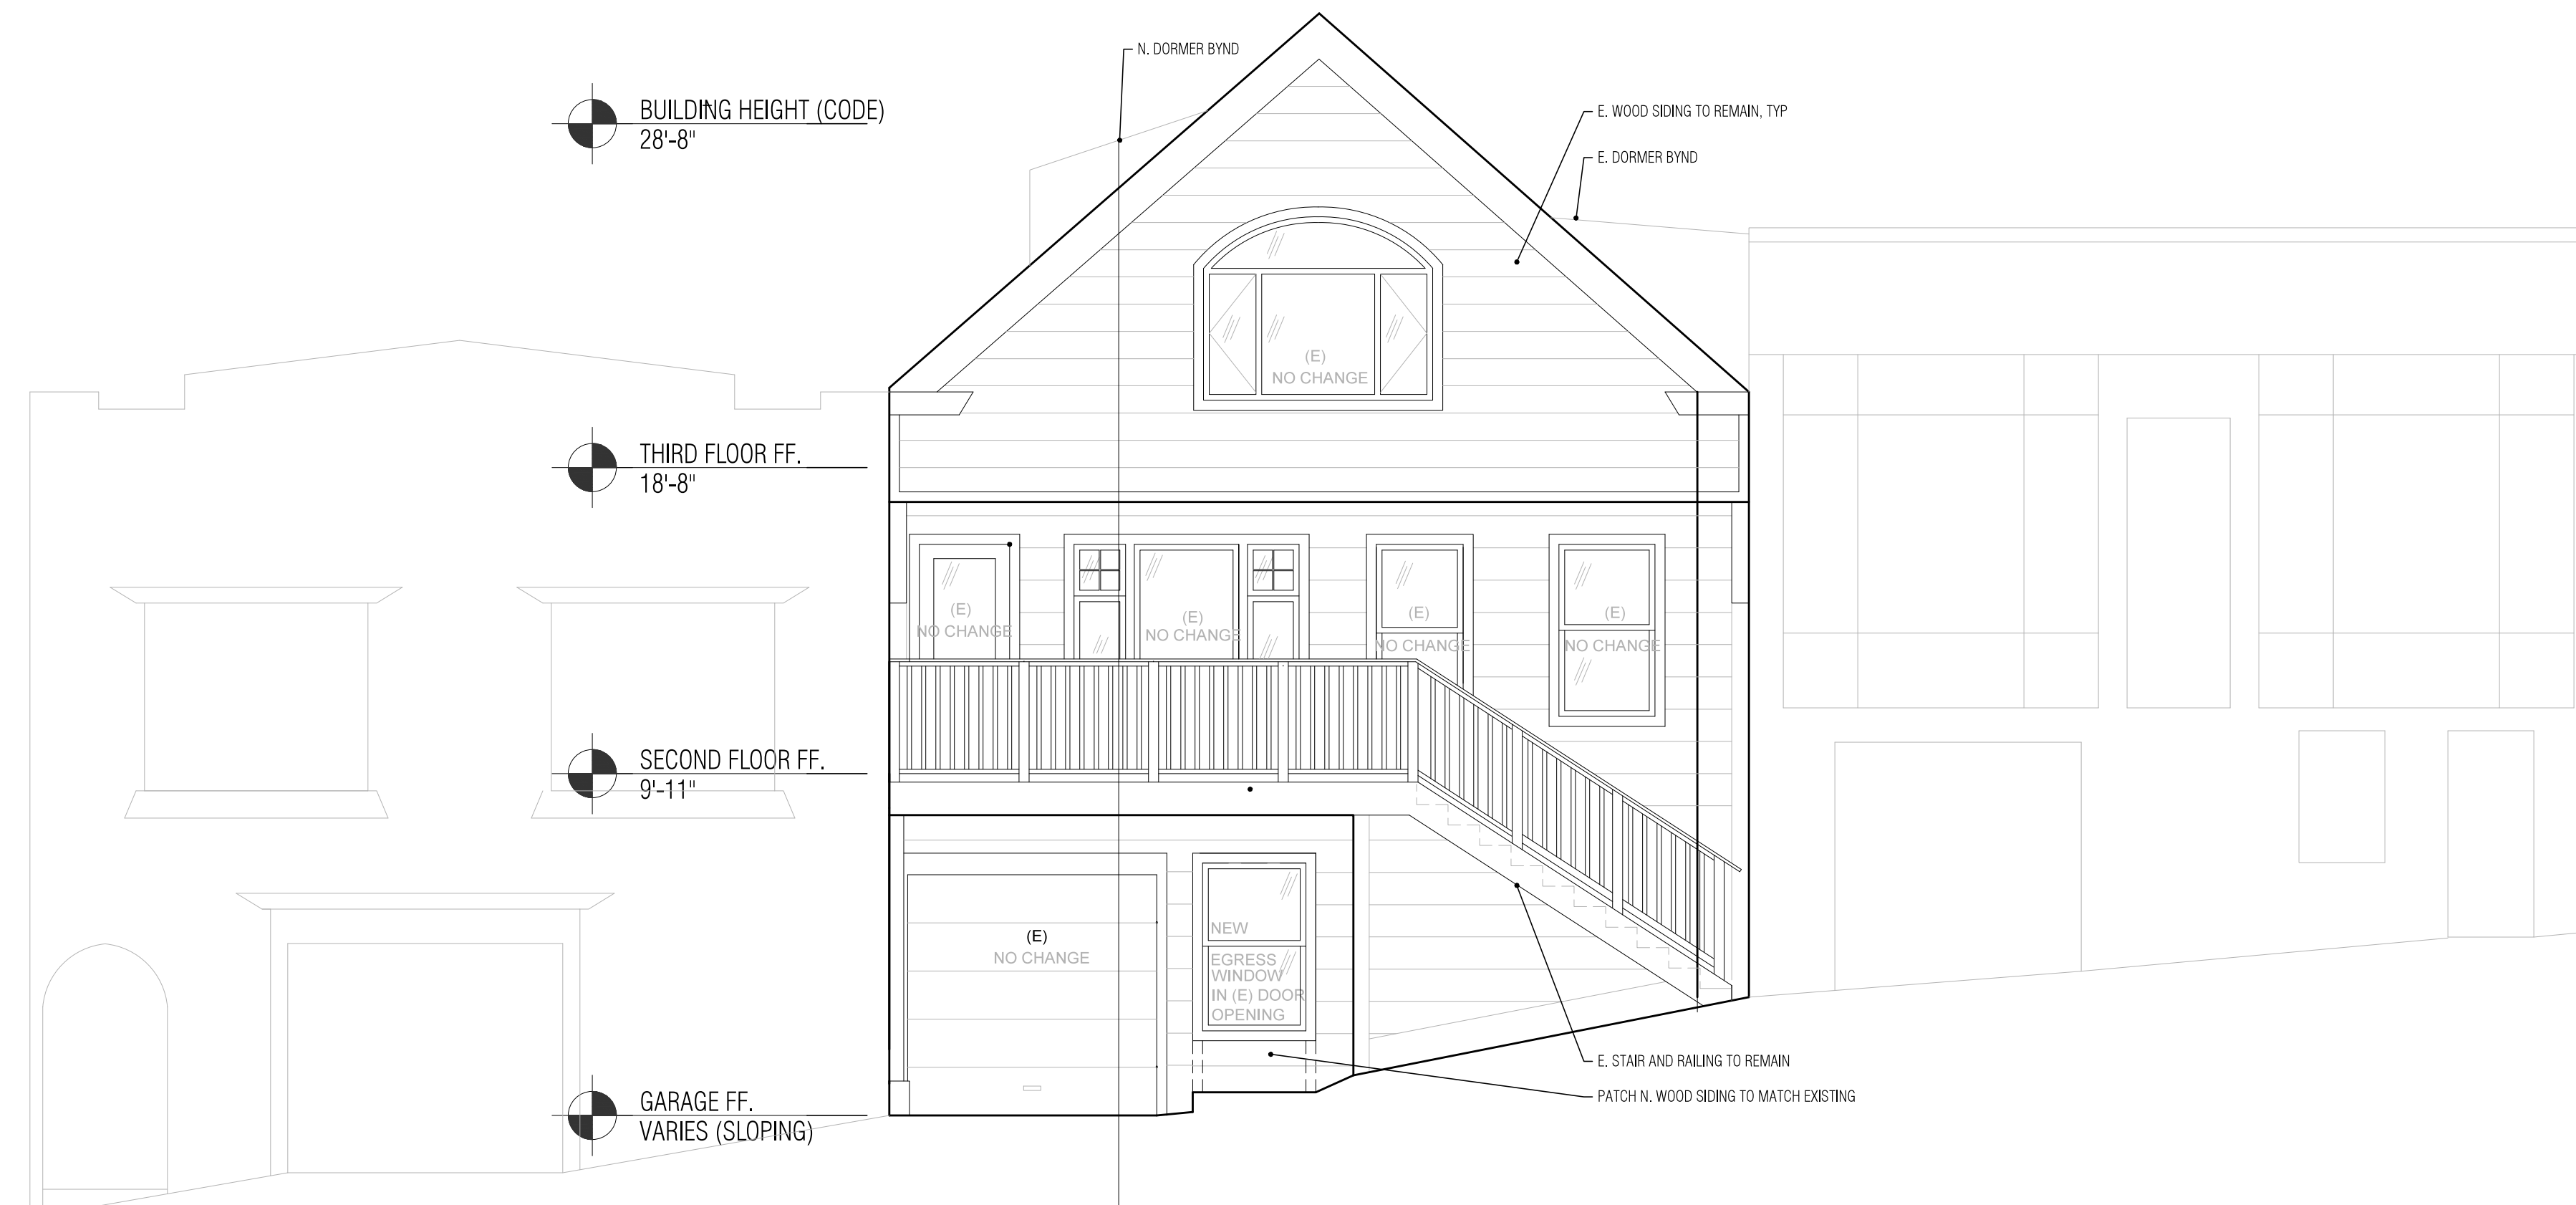 N. DORMER BYND
BUILDING HEIGHT (CODE)
28'-8"
E. WOOD SIDING TO REMAIN, TYP
E. DORMER BYND
(E)
NO CHANGE
THIRD FLOOR FF.
18'-8"
(E)
NO CHANGE
(E)
NO CHANGE
(E)
NO CHANGE
(E)
NO CHANGE
SECOND FLOOR FF.
9'-11"
(E)
NO CHANGE
NEW
EGRESS
WINDOW
IN (E) DOOR
OPENING
E. STAIR AND RAILING TO REMAIN
PATCH N. WOOD SIDING TO MATCH EXISTING
GARAGE FF.
VARIES (SLOPING)